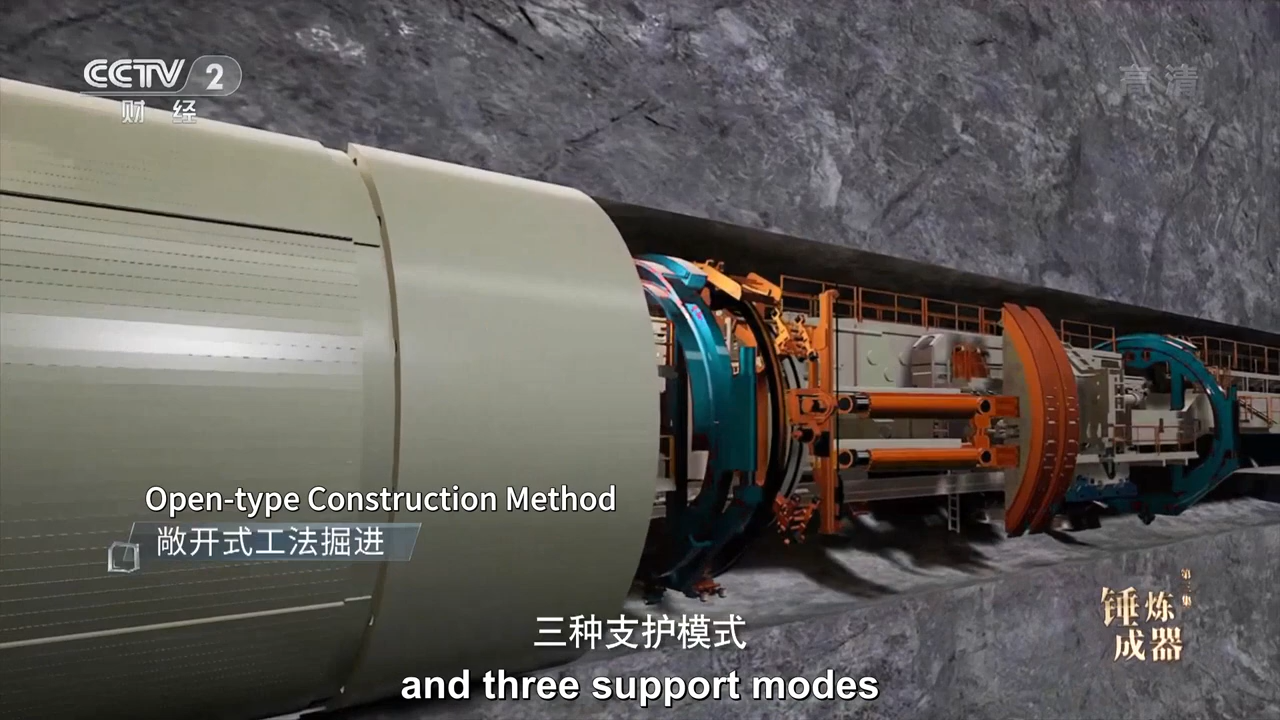 CCTV 2
财 经
高清
Open-type Construction Method
敞开式工法掘进
第三集
锤炼
成器
三种支护模式
and three support modes